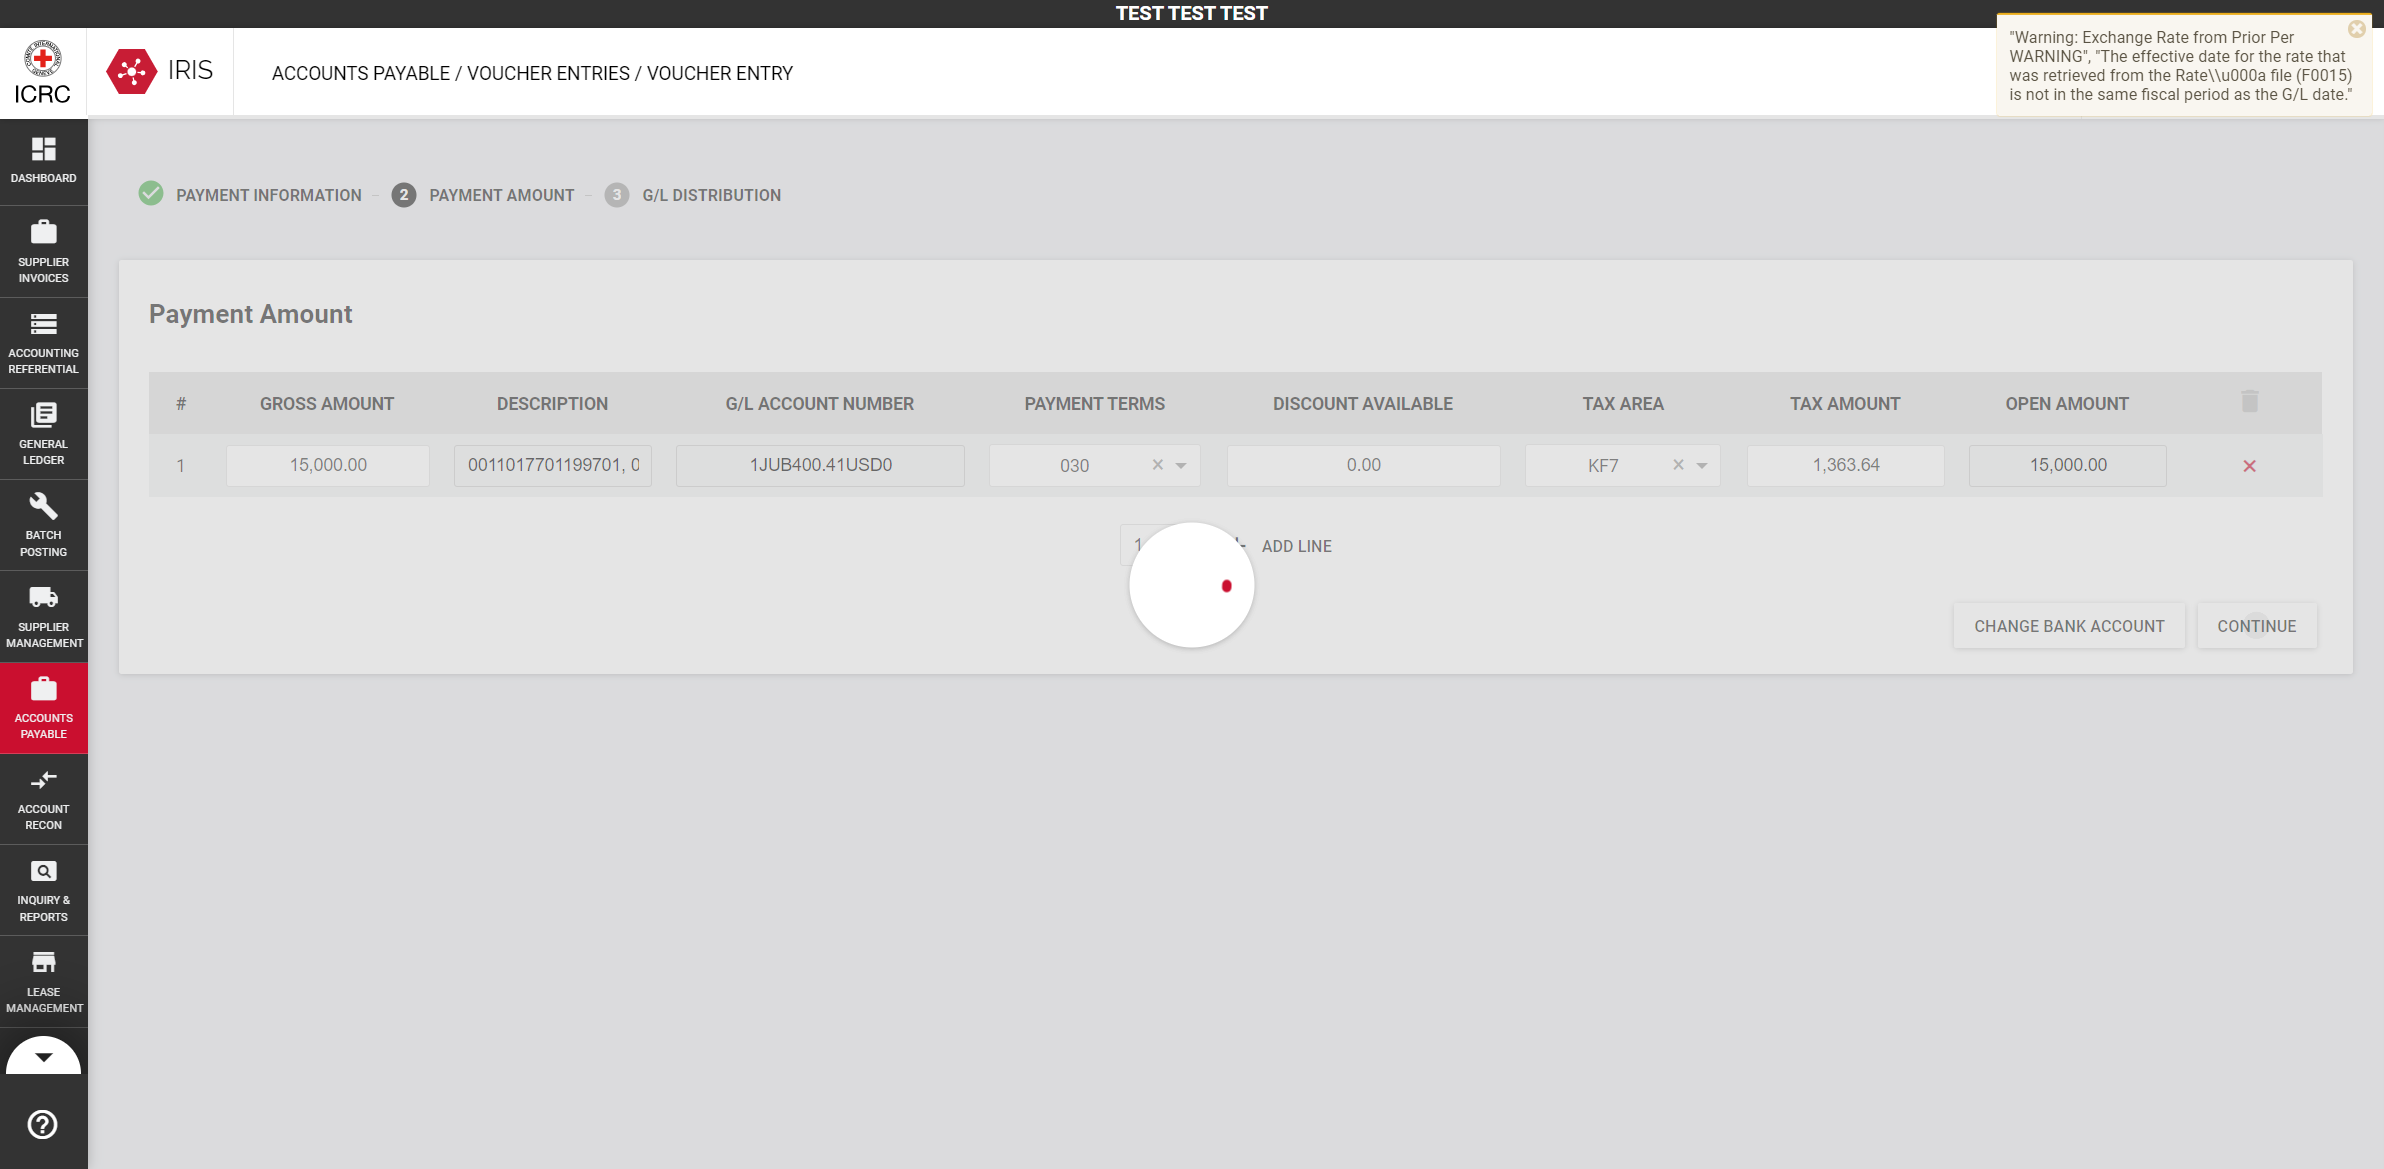 TEST TEST TEST
"Warning: Exchange Rate from Prior Per
WARNING", "The effective date for the rate that
was retrieved from the Rate\\u000a file (F0015)
is not in the same fiscal period as the G/L date."
COMITE INTERNATIONAL
GENEVE
ICRC
IRIS
ACCOUNTS PAYABLE / VOUCHER ENTRIES / VOUCHER ENTRY
DASHBOARD
SUPPLIER
INVOICES
ACCOUNTING
REFERENTIAL
GENERAL
LEDGER
BATCH
POSTING
SUPPLIER
MANAGEMENT
ACCOUNTS
PAYABLE
ACCOUNT
RECON
INQUIRY &
REPORTS
LEASE
MANAGEMENT
PAYMENT INFORMATION
2 PAYMENT AMOUNT
3 G/L DISTRIBUTION
Payment Amount
# GROSS AMOUNT DESCRIPTION G/L ACCOUNT NUMBER PAYMENT TERMS DISCOUNT AVAILABLE TAX AREA TAX AMOUNT OPEN AMOUNT
1 15,000.00 0011017701199701, 0 1JUB400.41USD0 030 0.00 KF7 1,363.64 15,000.00
1 ADD LINE
CHANGE BANK ACCOUNT CONTINUE